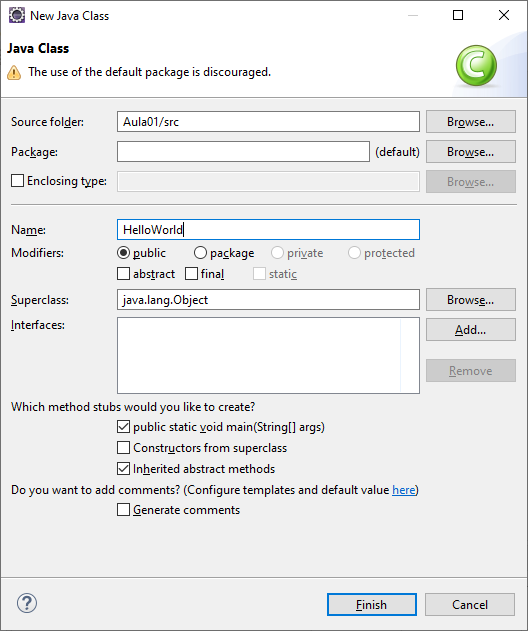 New Java Class
Java Class
The use of the default package is discouraged.
Source folder: Aula01/src Browse...
Package: (default) Browse...
Enclosing type: Browse...
Name: HelloWorld
Modifiers: public package private protected
abstract final static
Superclass: java.lang.Object Browse...
Interfaces: Add...
Remove
Which method stubs would you like to create?
public static void main(String[] args)
Constructors from superclass
Inherited abstract methods
Do you want to add comments? (Configure templates and default value here)
Generate comments
? Finish Cancel